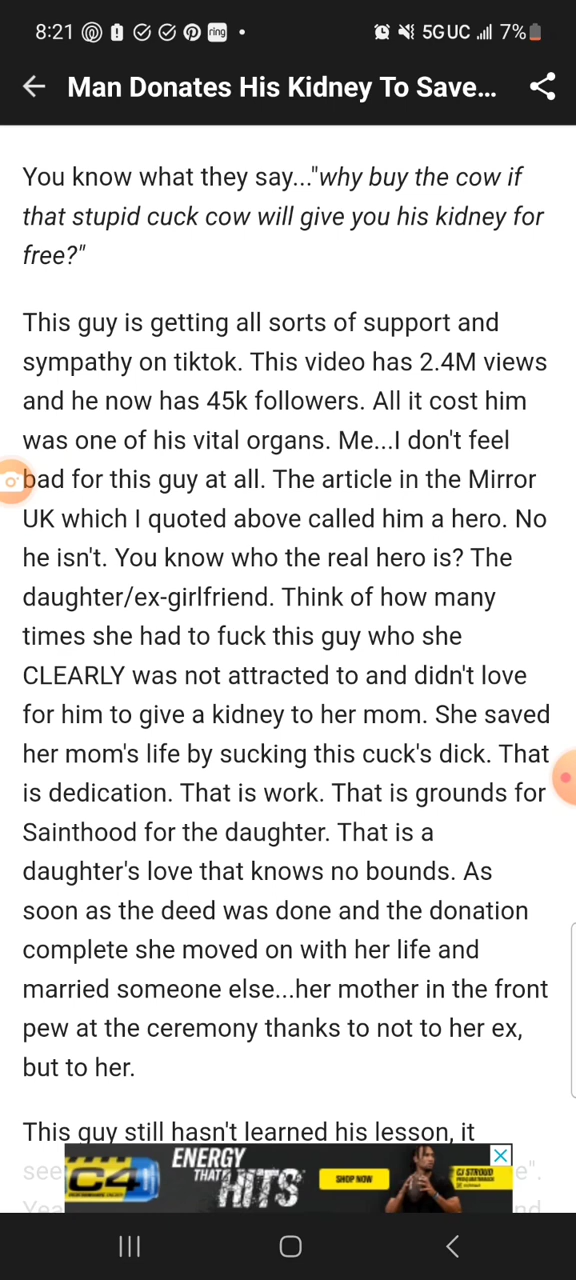 8:21 ring 5GUC 7%
Man Donates His Kidney To Save...
You know what they say..."why buy the cow if
that stupid cuck cow will give you his kidney for
free?"
This guy is getting all sorts of support and
sympathy on tiktok. This video has 2.4M views
and he now has 45k followers. All it cost him
was one of his vital organs. Me...I don't feel
bad for this guy at all. The article in the Mirror
UK which I quoted above called him a hero. No
he isn't. You know who the real hero is? The
daughter/ex-girlfriend. Think of how many
times she had to fuck this guy who she
CLEARLY was not attracted to and didn't love
for him to give a kidney to her mom. She saved
her mom's life by sucking this cuck's dick. That
is dedication. That is work. That is grounds for
Sainthood for the daughter. That is a
daughter's love that knows no bounds. As
soon as the deed was done and the donation
complete she moved on with her life and
married someone else...her mother in the front
pew at the ceremony thanks to not to her ex,
but to her.
This guy still hasn't learned his lesson, it
C4 ENERGY
THAT HITS
SHOP NOW
CJ STROUD